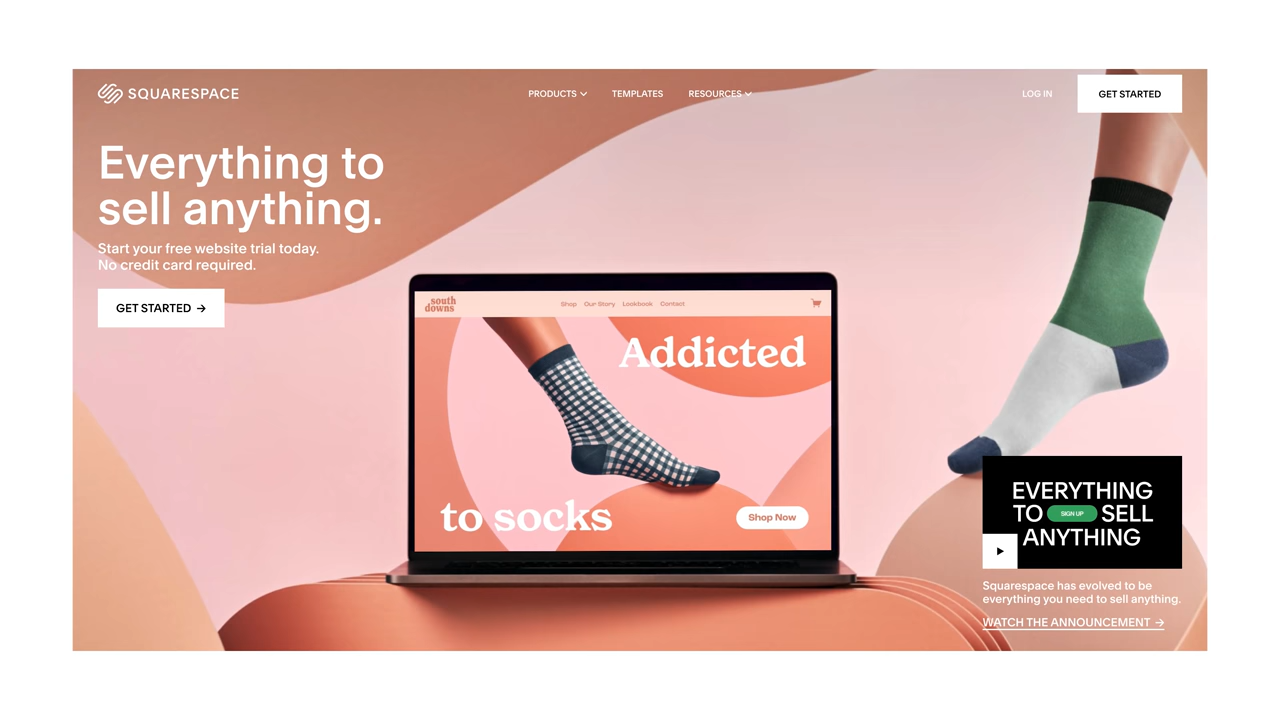 SQUARESPACE
PRODUCTS
TEMPLATES
RESOURCES
LOG IN
GET STARTED
Everything to
sell anything.
Start your free website trial today.
No credit card required.
GET STARTED →
south
downs
Shop
Our Story
Lookbook
Contact
Addicted
to socks
Shop Now
EVERYTHING
TO SIGN UP SELL
ANYTHING
Squarespace has evolved to be
everything you need to sell anything.
WATCH THE ANNOUNCEMENT →